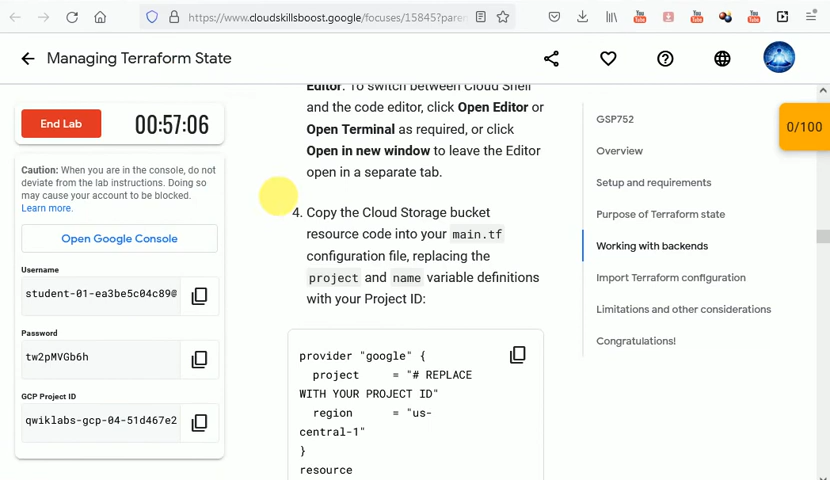 https://www.cloudskillsboost.google/focuses/15845?pare
Managing Terraform State
End Lab
00:57:06
Caution: When you are in the console, do not
deviate from the lab instructions. Doing so
may cause your account to be blocked.
Learn more.
Open Google Console
Username
student-01-ea3be5c04c89@
Password
tw2pMVGb6h
GCP Project ID
qwiklabs-gcp-04-51d467e2
Editor. To switch between Cloud Shell
and the code editor, click Open Editor or
Open Terminal as required, or click
Open in new window to leave the Editor
open in a separate tab.
4. Copy the Cloud Storage bucket
resource code into your main.tf
configuration file, replacing the
project and name variable definitions
with your Project ID:
provider "google" {
project = "# REPLACE
WITH YOUR PROJECT ID"
region = "us-
central-1"
}
resource
GSP752
Overview
Setup and requirements
Purpose of Terraform state
Working with backends
Import Terraform configuration
Limitations and other considerations
Congratulations!
0/100